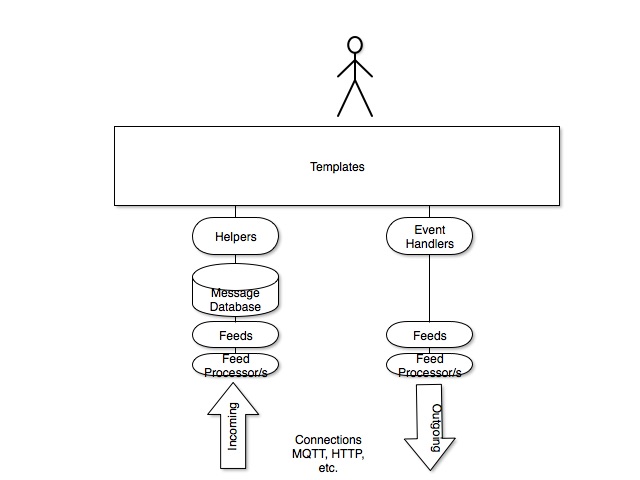 Templates
Helpers
Event
Handlers
Message
Database
Feeds
Feeds
Feed
Processor/s
Feed
Processor/s
Incoming
Outgoing
Connections
MQTT, HTTP,
etc.